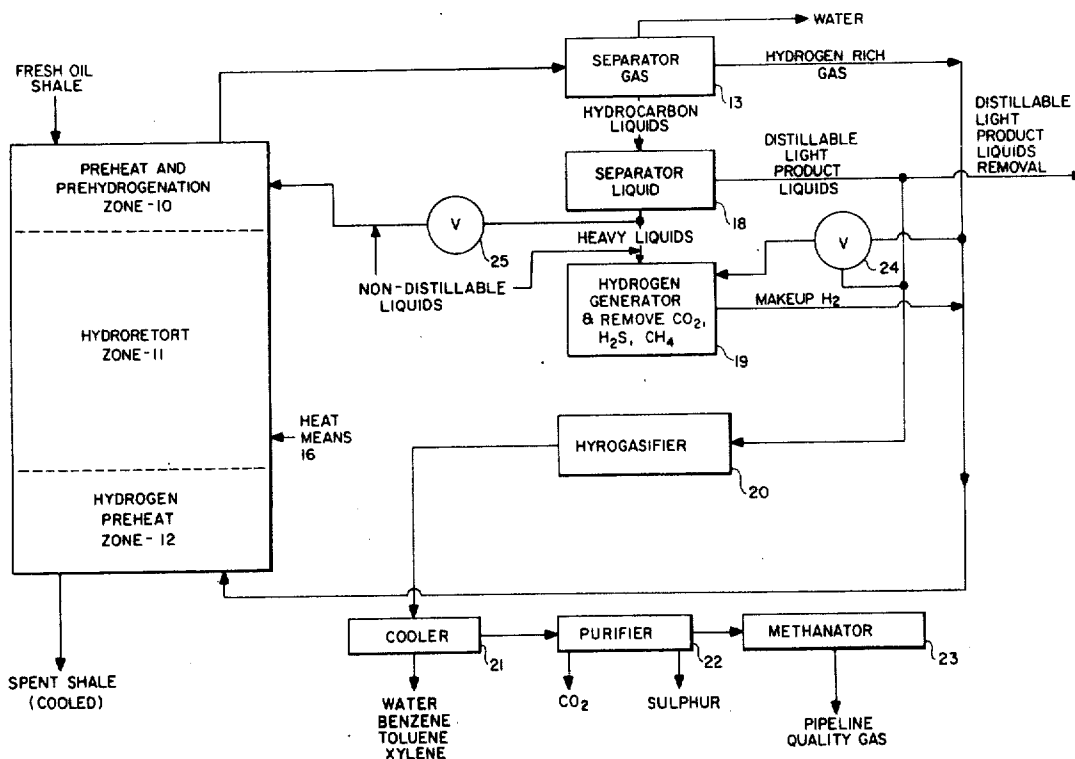 WATER
FRESH OIL
SHALE
SEPARATOR
GAS
HYDROGEN RICH
GAS
13
HYDROCARBON
LIQUIDS
DISTILLABLE
LIGHT
PRODUCT
LIQUIDS
REMOVAL
PREHEAT AND
PREHYDROGENATION
ZONE-10
SEPARATOR
LIQUID
DISTILLABLE
LIGHT
PRODUCT
LIQUIDS
18
V
25
HEAVY LIQUIDS
V
24
NON-DISTILLABLE
LIQUIDS
HYDROGEN
GENERATOR
& REMOVE CO2,
H2S, CH4
MAKEUP H2
19
HYDRORETORT
ZONE-11
HEAT
MEANS
16
HYROGASIFIER
20
HYDROGEN
PREHEAT
ZONE-12
COOLER
21
PURIFIER
22
METHANATOR
23
SPENT SHALE
(COOLED)
WATER
BENZENE
TOLUENE
XYLENE
CO2
SULPHUR
PIPELINE
QUALITY GAS